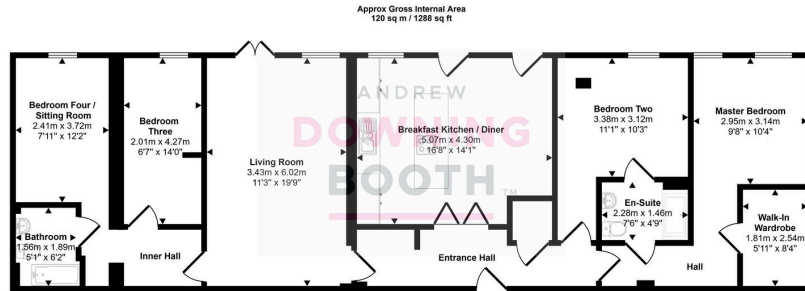 Approx Gross Internal Area
120 sq m / 1288 sq ft
Bedroom Four /
Sitting Room
2.41m x 3.72m
7'11" x 12'2"
Bedroom
Three
2.01m x 4.27m
6'7" x 14'0"
Living Room
3.43m x 6.02m
11'3" x 19'9"
ANDREW
DOWNING
BOOTH
TM
Breakfast Kitchen / Diner
5.07m x 4.30m
16'8" x 14'1"
Bedroom Two
3.38m x 3.12m
11'1" x 10'3"
Master Bedroom
2.95m x 3.14m
9'8" x 10'4"
En-Suite
2.28m x 1.46m
7'6" x 4'9"
Walk-In
Wardrobe
1.81m x 2.54m
5'11" x 8'4"
Bathroom
1.56m x 1.89m
5'1" x 6'2"
Inner Hall
Entrance Hall
Hall